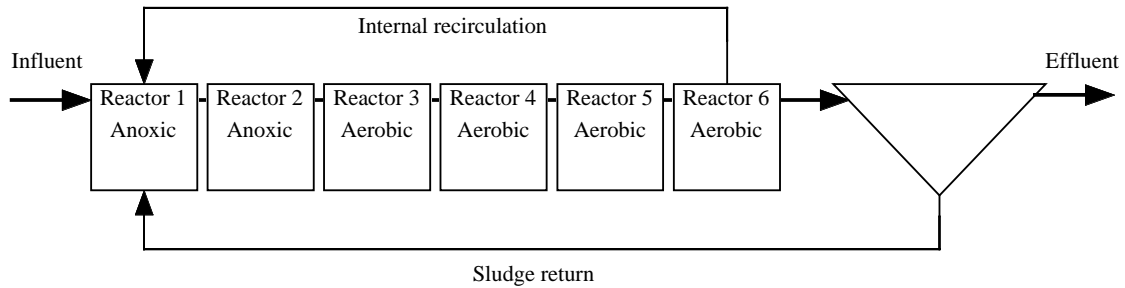 Internal recirculation
Influent
Effluent
Reactor 1
Anoxic
Reactor 2
Anoxic
Reactor 3
Aerobic
Reactor 4
Aerobic
Reactor 5
Aerobic
Reactor 6
Aerobic
Sludge return